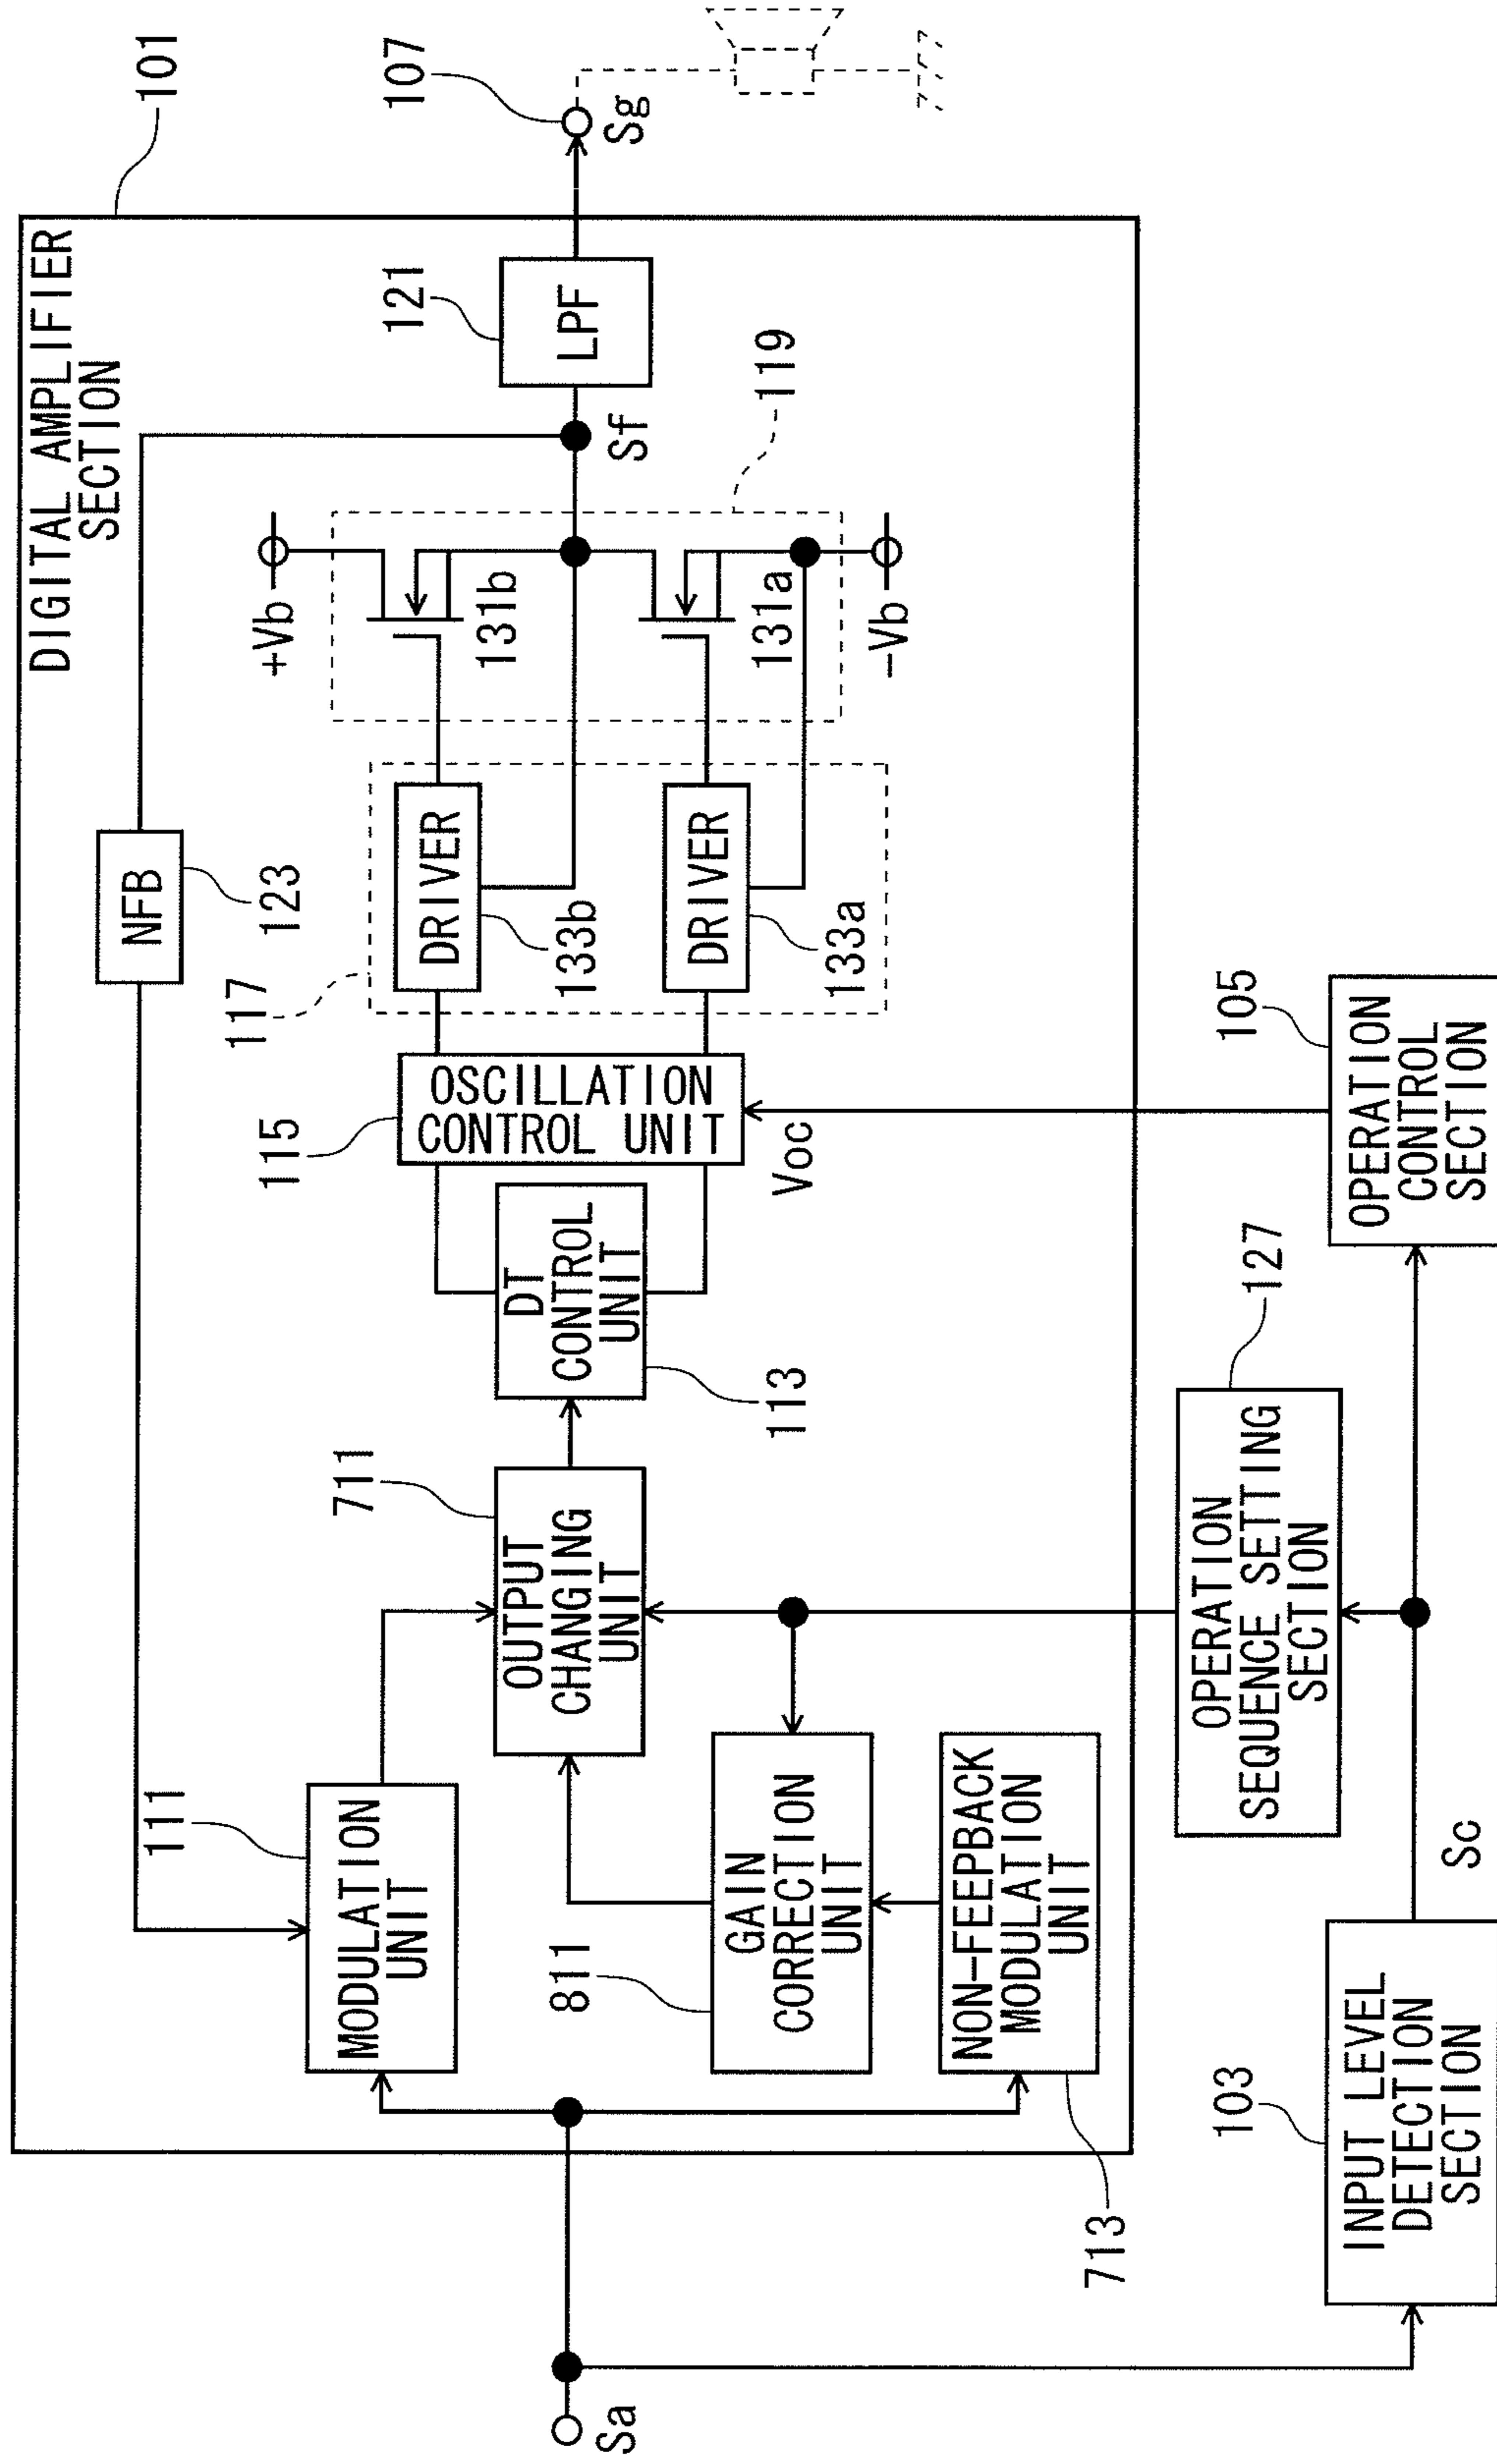 DIGITAL AMPLIFIER
SECTION
101
NFB
123
111
MODULATION
UNIT
711
OUTPUT
CHANGING
UNIT
811
GAIN
CORRECTION
UNIT
NON-FEEPBACK
MODULATION
UNIT
713
DT
CONTROL
UNIT
113
115
OSCILLATION
CONTROL UNIT
Voc
117
DRIVER
133b
DRIVER
133a
+Vb
131b
131a
-Vb
119
Sf
121
LPF
107
Sg
Sa
103
INPUT LEVEL
DETECTION
SECTION
Sc
OPERATION
SEQUENCE SETTING
SECTION
127
105
OPERATION
CONTROL
SECTION